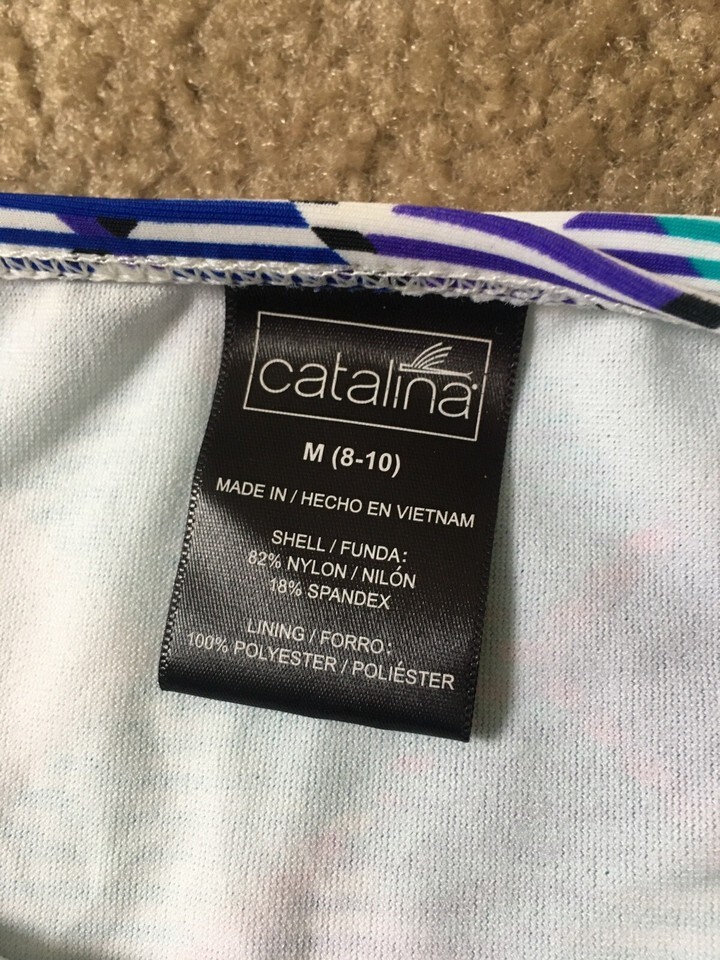 catalina
M (8-10)
MADE IN / HECHO EN VIETNAM
SHELL / FUNDA:
82% NYLON / NILÓN
18% SPANDEX
LINING / FORRO:
100% POLYESTER / POLIÉSTER